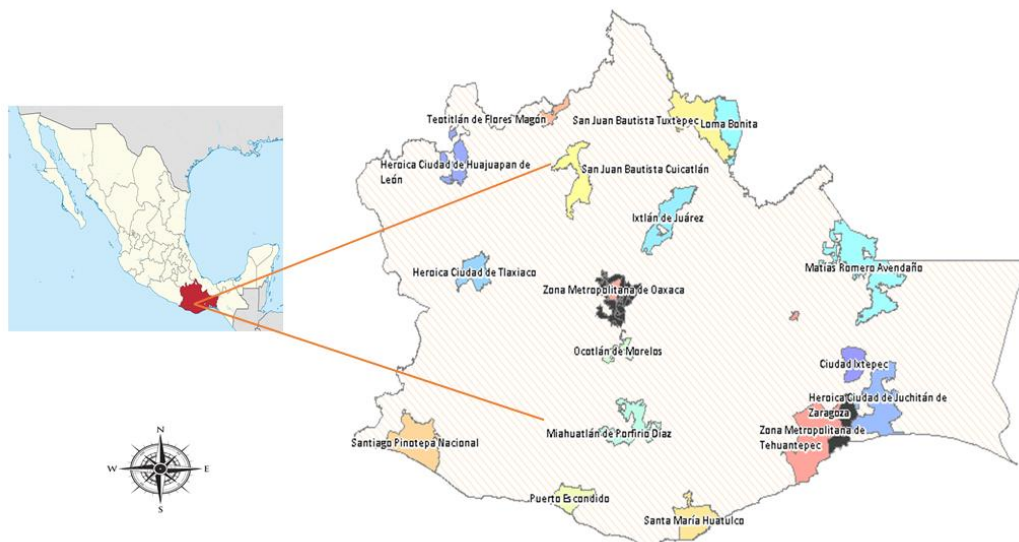 Teotitlán de Flores Magón
San Juan Bautista Tuxtepec
Loma Bonita
Heroica Ciudad de Huajuapan de
León
San Juan Bautista Cuicatlán
Ixtlán de Juárez
Heroica Ciudad de Tlaxiaco
Matías Romero Avendaño
Zona Metropolitana de Oaxaca
Ocotlán de Morelos
Ciudad Ixtepec
Heroica Ciudad de Juchitán de
Zaragoza
Zona Metropolitana de
Tehuantepec
Santiago Pinotepa Nacional
Miahuatlán de Porfirio Díaz
Puerto Escondido
Santa María Huatulco
N
W
E
S